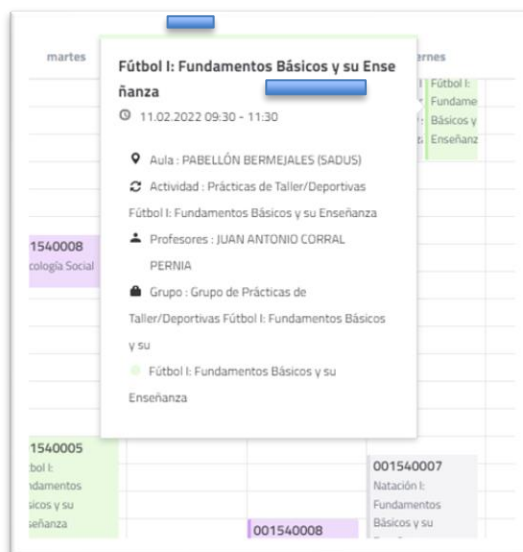 martes
ernes
Fútbol I: Fundamentos Básicos y su Ense
ñanza
11.02.2022 09:30 - 11:30
Aula : PABELLÓN BERMEJALES (SADUS)
Actividad : Prácticas de Taller/Deportivas
Fútbol I: Fundamentos Básicos y su Enseñanza
Profesores : JUAN ANTONIO CORRAL
PERNIA
Grupo : Grupo de Prácticas de
Taller/Deportivas Fútbol I: Fundamentos Básicos
y su
Fútbol I: Fundamentos Básicos y su
Enseñanza
Fútbol I:
Fundame
Básicos y
Enseñanz
1540008
cología Social
1540005
tbol I:
ndamentos
sicos y su
señanza
001540008
001540007
Natación I:
Fundamentos
Básicos y su